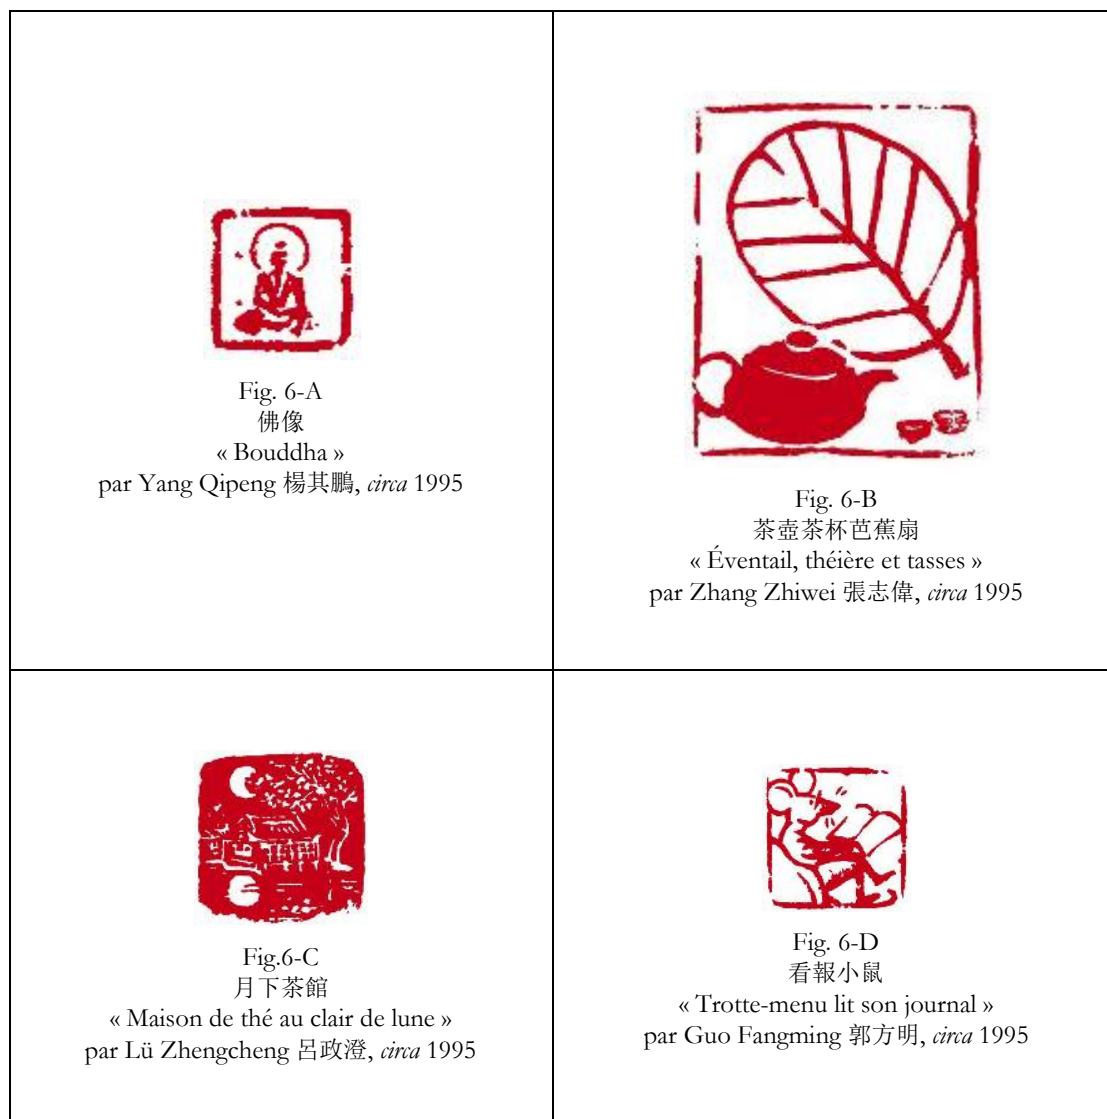 Fig. 6-A
佛像
« Bouddha »
par Yang Qipeng 楊其鵬, circa 1995
Fig. 6-B
茶壺茶杯芭蕉扇
« Éventail, théière et tasses »
par Zhang Zhiwei 張志偉, circa 1995
Fig.6-C
月下茶館
« Maison de thé au clair de lune »
par Lü Zhengcheng 呂政澄, circa 1995
Fig. 6-D
看報小鼠
« Trotte-menu lit son journal »
par Guo Fangming 郭方明, circa 1995